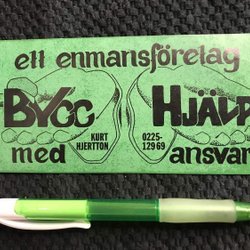 ett enmansföretag
BYGG HJÄLP
KURT HJERTTON
0225-12969
med ansvar